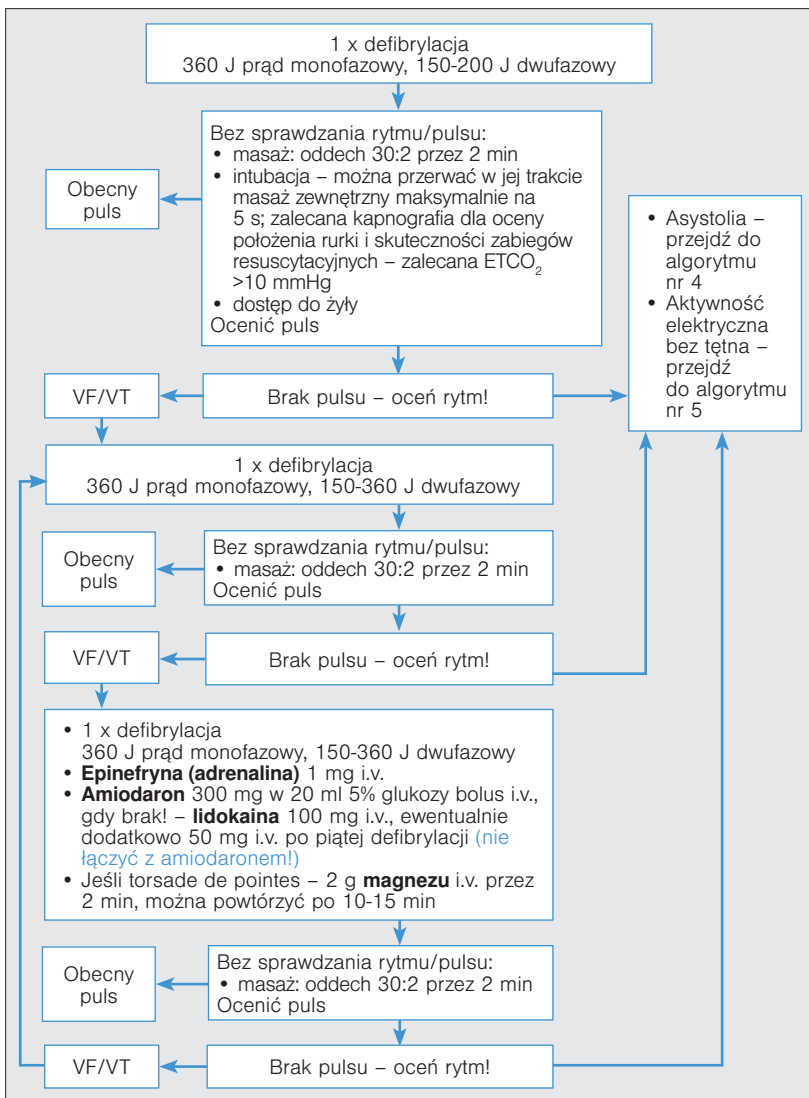 1 x defibrylacja
360 J prąd monofazowy, 150-200 J dwufazowy
Bez sprawdzania rytmu/pulsu:
• masaż: oddech 30:2 przez 2 min
• intubacja – można przerwać w jej trakcie
masaż zewnętrzny maksymalnie na
5 s; zalecana kapnografia dla oceny
położenia rurki i skuteczności zabiegów
resuscytacyjnych – zalecana ETCO₂
>10 mmHg
• dostęp do żyły
Ocenić puls
Obecny
puls
• Asystolia –
przejdź do
algorytmu
nr 4
• Aktywność
elektryczna
bez tętna –
przejdź
do algorytmu
nr 5
VF/VT
Brak pulsu – oceń rytm!
1 x defibrylacja
360 J prąd monofazowy, 150-360 J dwufazowy
Obecny
puls
Bez sprawdzania rytmu/pulsu:
• masaż: oddech 30:2 przez 2 min
Ocenić puls
VF/VT
Brak pulsu – oceń rytm!
• 1 x defibrylacja
360 J prąd monofazowy, 150-360 J dwufazowy
• Epinefryna (adrenalina) 1 mg i.v.
• Amiodaron 300 mg w 20 ml 5% glukozy bolus i.v.,
gdy brak! – lidokaina 100 mg i.v., ewentualnie
dodatkowo 50 mg i.v. po piątej defibrylacji (nie
łączyć z amiodaronem!)
• Jeśli torsade de pointes – 2 g magnezu i.v. przez
2 min, można powtórzyć po 10-15 min
Obecny
puls
Bez sprawdzania rytmu/pulsu:
• masaż: oddech 30:2 przez 2 min
Ocenić puls
VF/VT
Brak pulsu – oceń rytm!